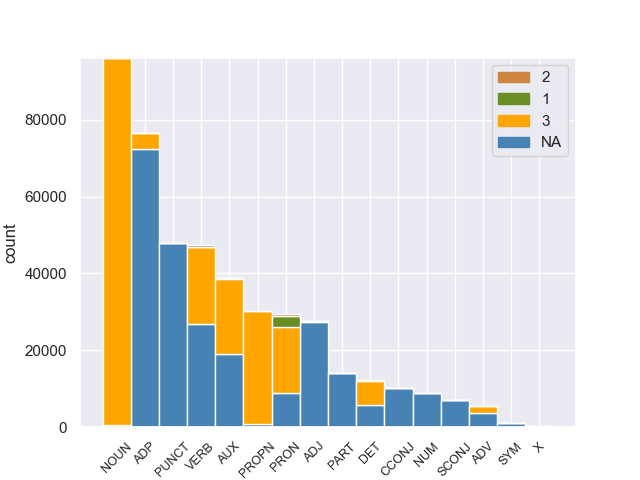 2
1
3
NA
80000
60000
40000
20000
0
count
NOUN
ADP
PUNCT
VERB
AUX
PROPN
PRON
ADJ
PART
DET
CCONJ
NUM
SCONJ
ADV
SYM
X